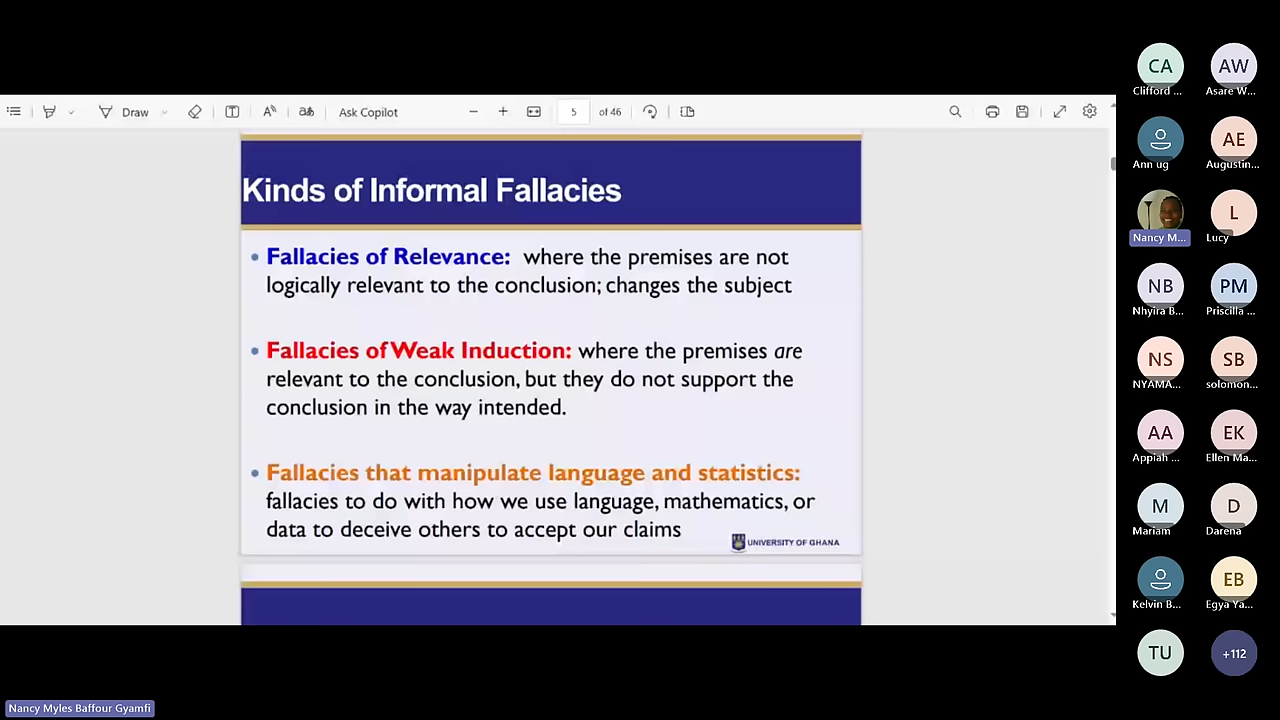 Draw
Ask Copilot
5 of 46
Kinds of Informal Fallacies
• Fallacies of Relevance: where the premises are not
logically relevant to the conclusion; changes the subject
• Fallacies of Weak Induction: where the premises are
relevant to the conclusion, but they do not support the
conclusion in the way intended.
• Fallacies that manipulate language and statistics:
fallacies to do with how we use language, mathematics, or
data to deceive others to accept our claims
UNIVERSITY OF GHANA
CA AW
Clifford ... Asare W...
AE
Ann ug Augustin...
L
Nancy M... Lucy
NB PM
Nhyira B... Priscilla ...
NS SB
NYAMA... solomon...
AA EK
Appiah ... Ellen Ma...
M D
Mariam Darena
EB
Kelvin B... Egya Ya...
TU +112
Nancy Myles Baffour Gyamfi